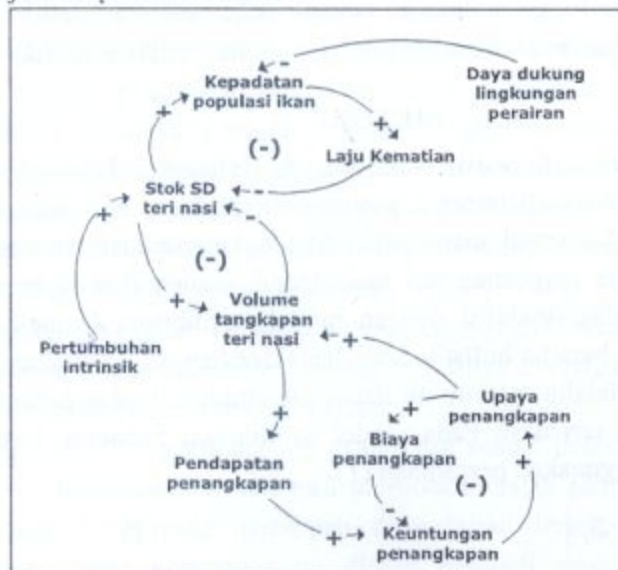 Kepadatan
populasi ikan
Daya dukung
lingkungan
perairan
-
+
+
(-)
Laju Kematian
Stok SD
teri nasi
-
-
+
(-)
+
Volume
tangkapan
teri nasi
+
Pertumbuhan
intrinsik
Upaya
penangkapan
+
Biaya
penangkapan
+
+
Pendapatan
penangkapan
(-)
-
+
Keuntungan
penangkapan